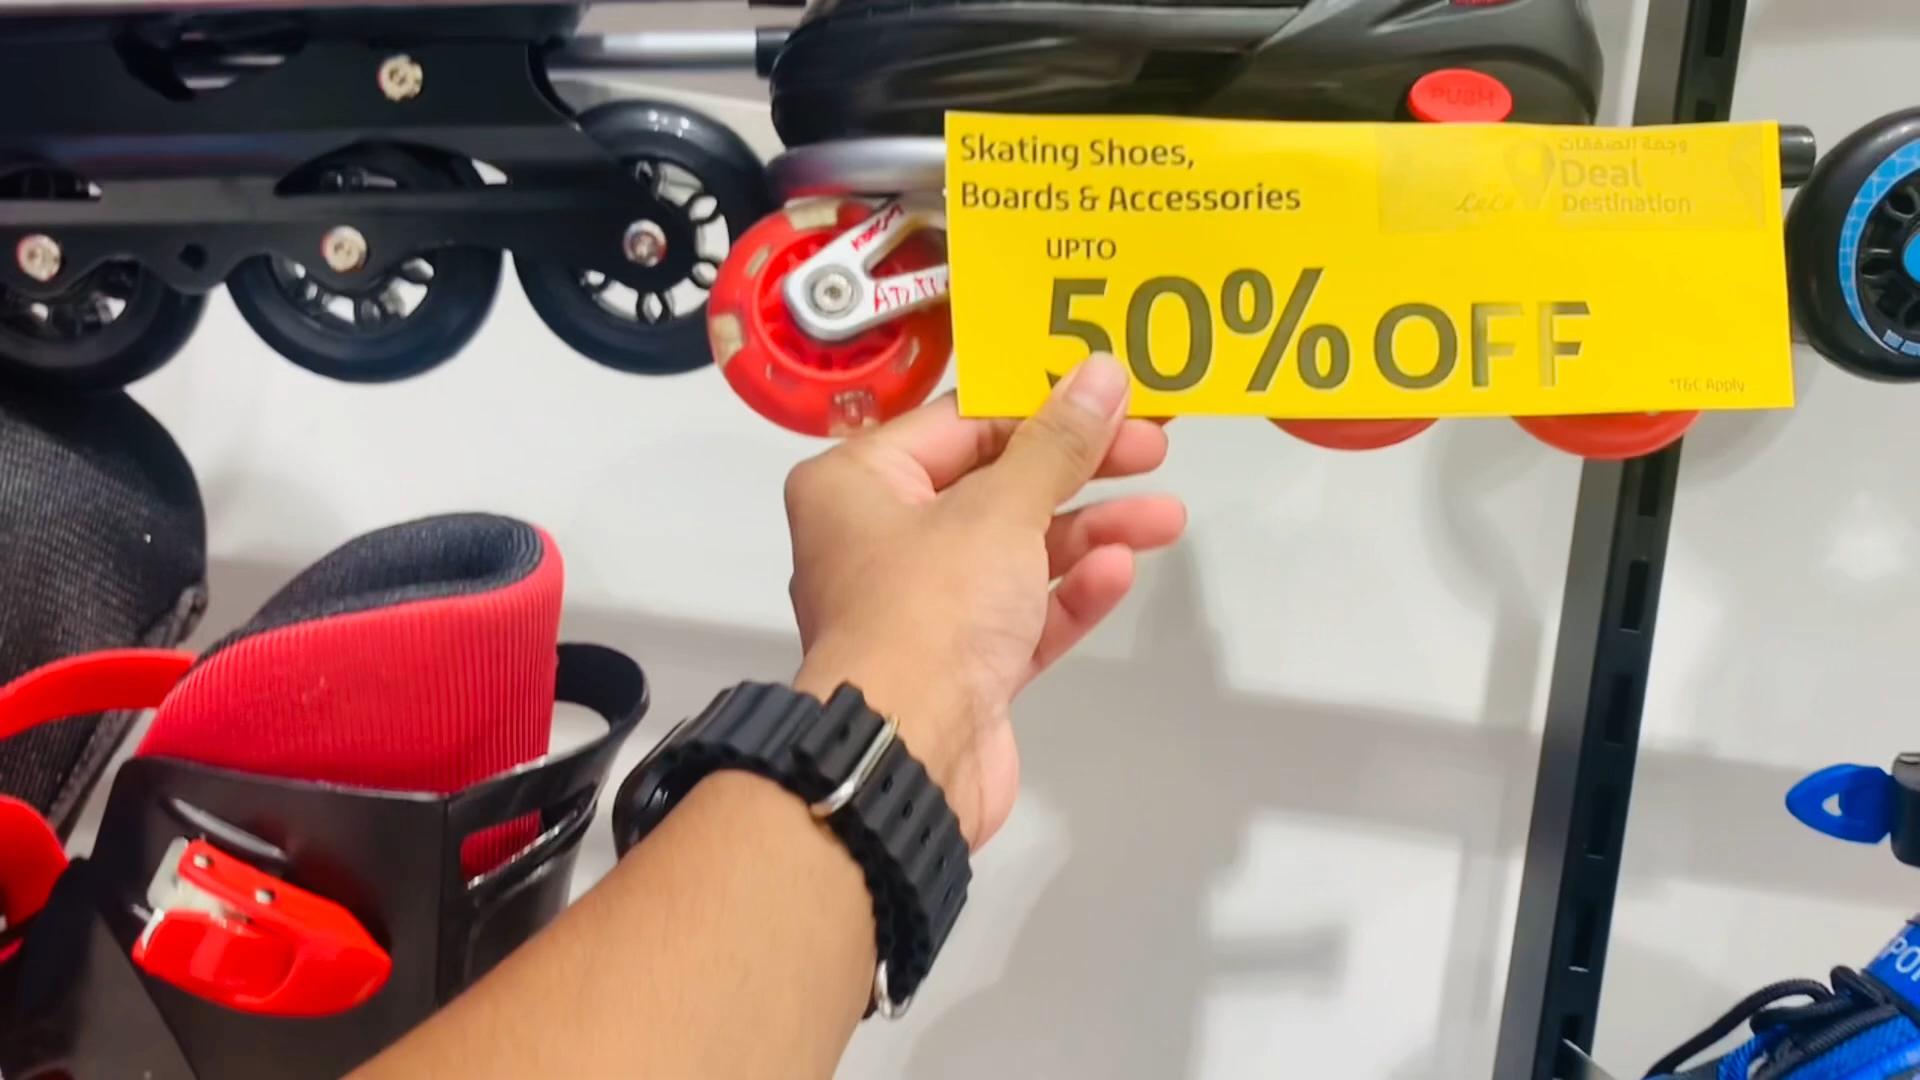 PUSH
Skating Shoes,
Boards & Accessories
وجهة الصفقات
Deal
Destination
UPTO
50% OFF
*T&C Apply